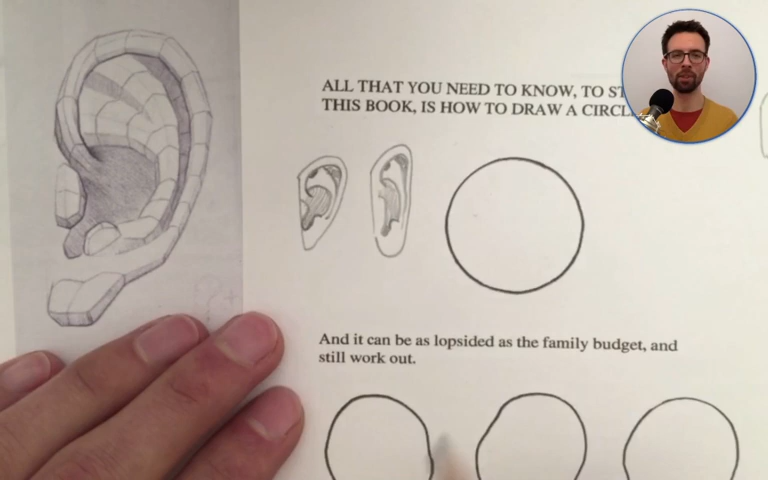 ALL THAT YOU NEED TO KNOW, TO
THIS BOOK, IS HOW TO DRAW A
And it can be as lopsided as the family budget, and
still work out.